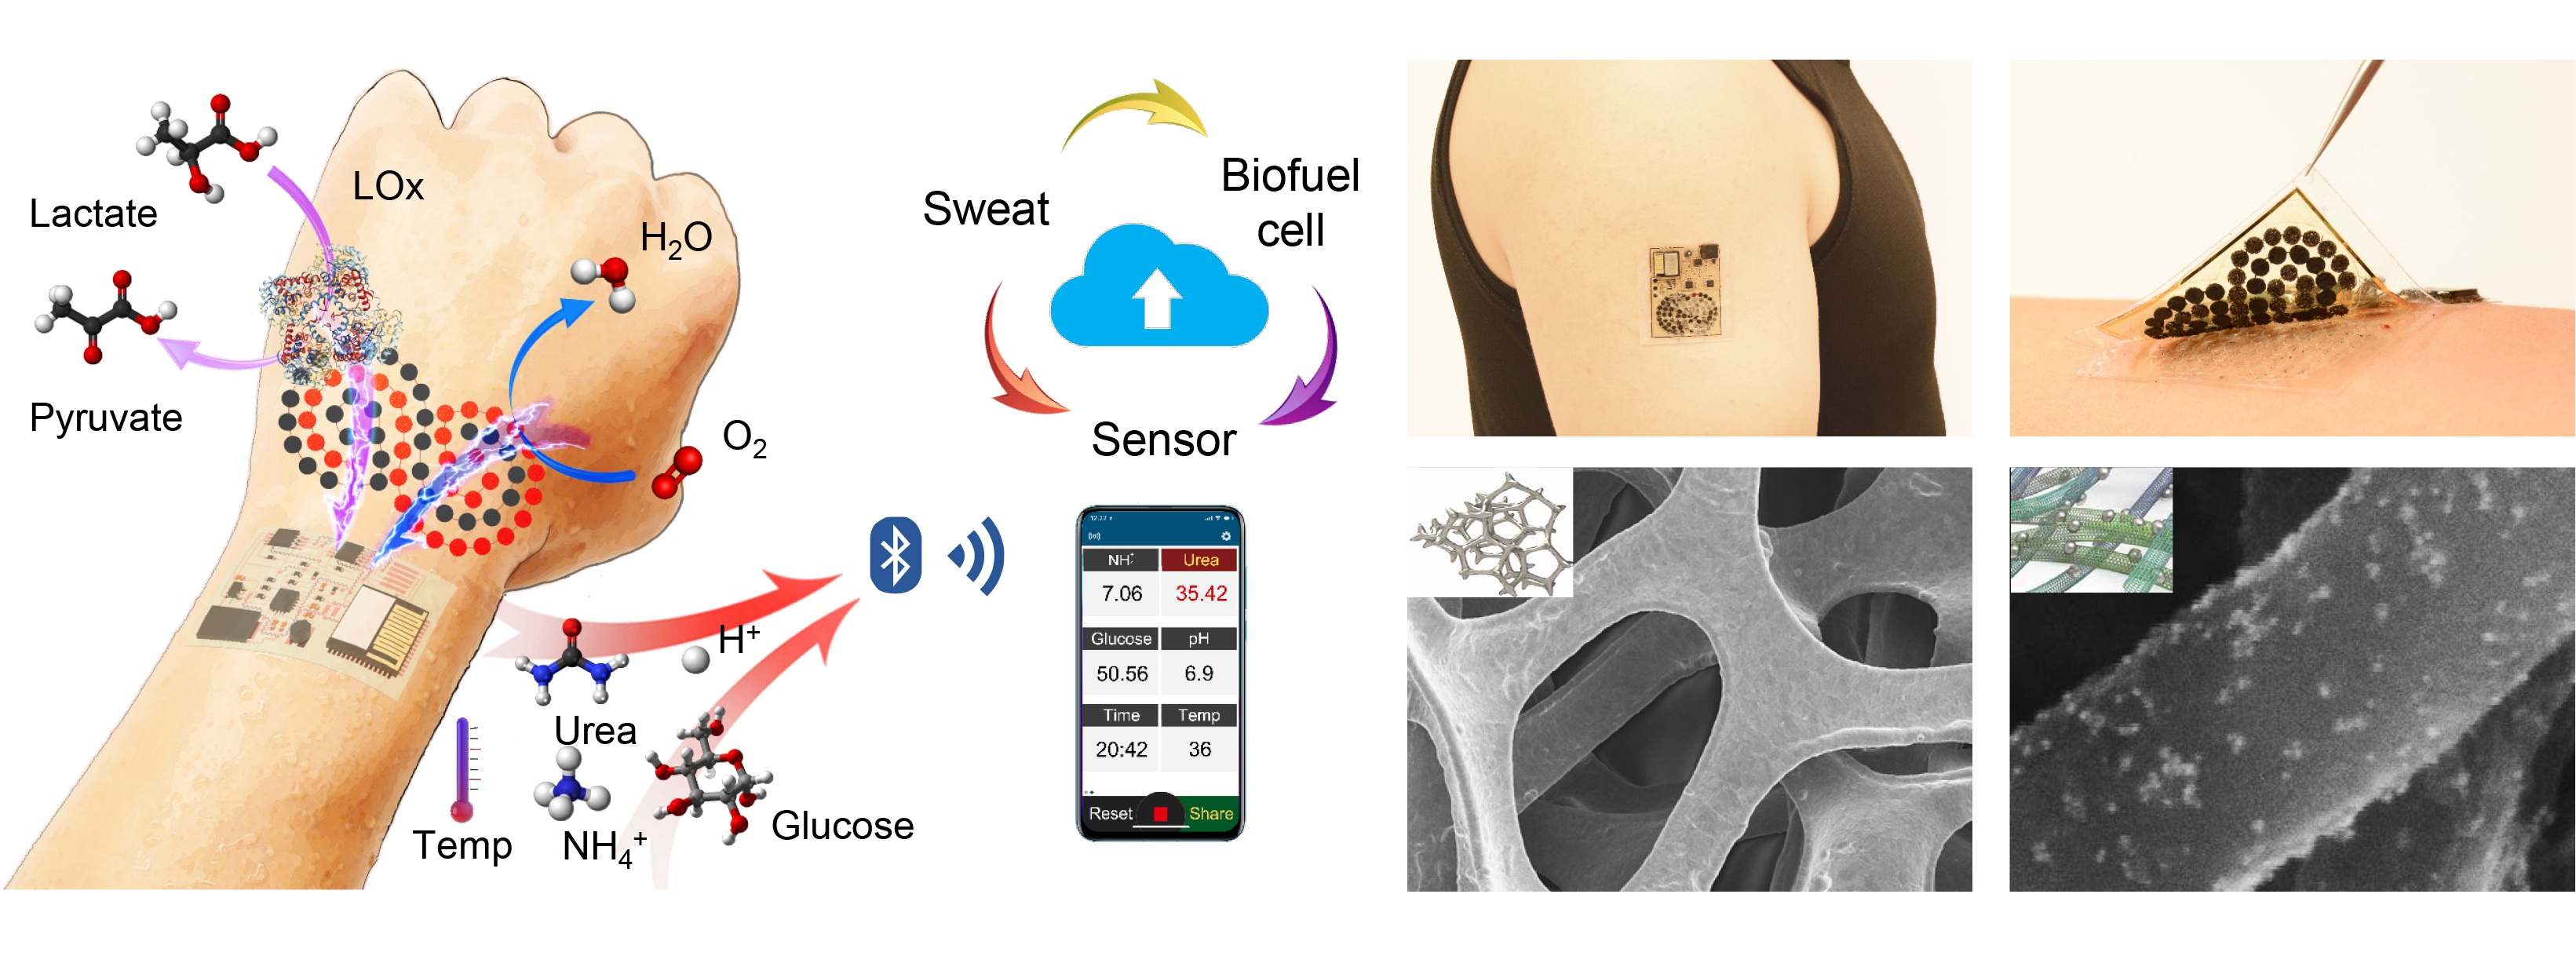 LOx
Lactate
H₂O
Pyruvate
O₂
H⁺
Urea
Temp
NH₄⁺
Glucose
Sweat
Biofuel
cell
Sensor
NH₄⁺ Urea
7.06 35.42
Glucose pH
50.56 6.9
Time Temp
20:42 36
Reset Share